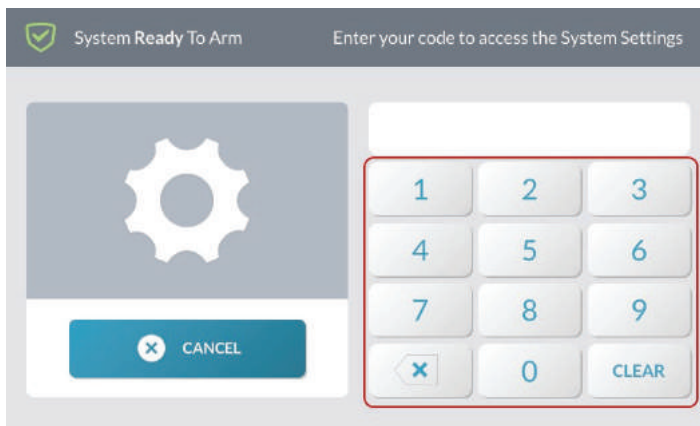 System Ready To Arm
Enter your code to access the System Settings
1 2 3
4 5 6
7 8 9
0 CLEAR
CANCEL